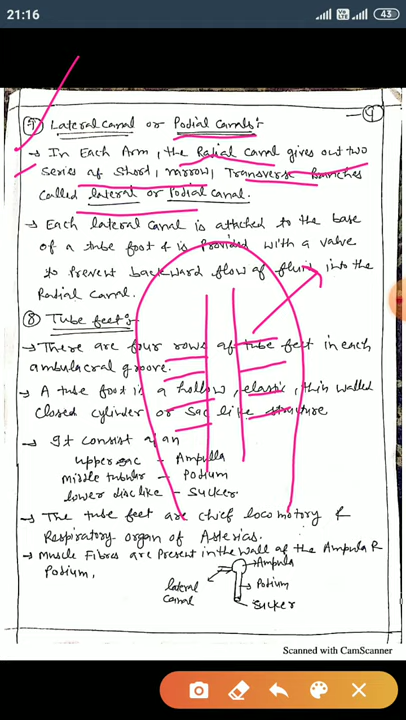 21:16
43
4
⑦ Lateral Canal or Podial Canals:-
→ In Each Arm, the Radial Canal gives out two
Series of Short, narrow, Transverse branches
Called lateral or Podial Canal.
→ Each lateral Canal is attached to the base
of a tube foot & is Provided with a valve
to Prevent backward flow of fluid into the
Radial Canal.
⑧ Tube feet:-
→ There are four rows of tube feet in each
ambulacral groove.
→ A tube foot is a hollow, elastic, thin walled
Closed cylinder or Sac like structure
→ It consist of an
upper sac - Ampulla
middle tubular - Podium
lower disc like - Sucker
→ The tube feet are chief locomotory &
Respiratory organ of Asterias.
→ Muscle Fibres are Present in the wall of the Ampula &
Podium.
Ampula
lateral
Canal
Podium
Sucker
Scanned with CamScanner